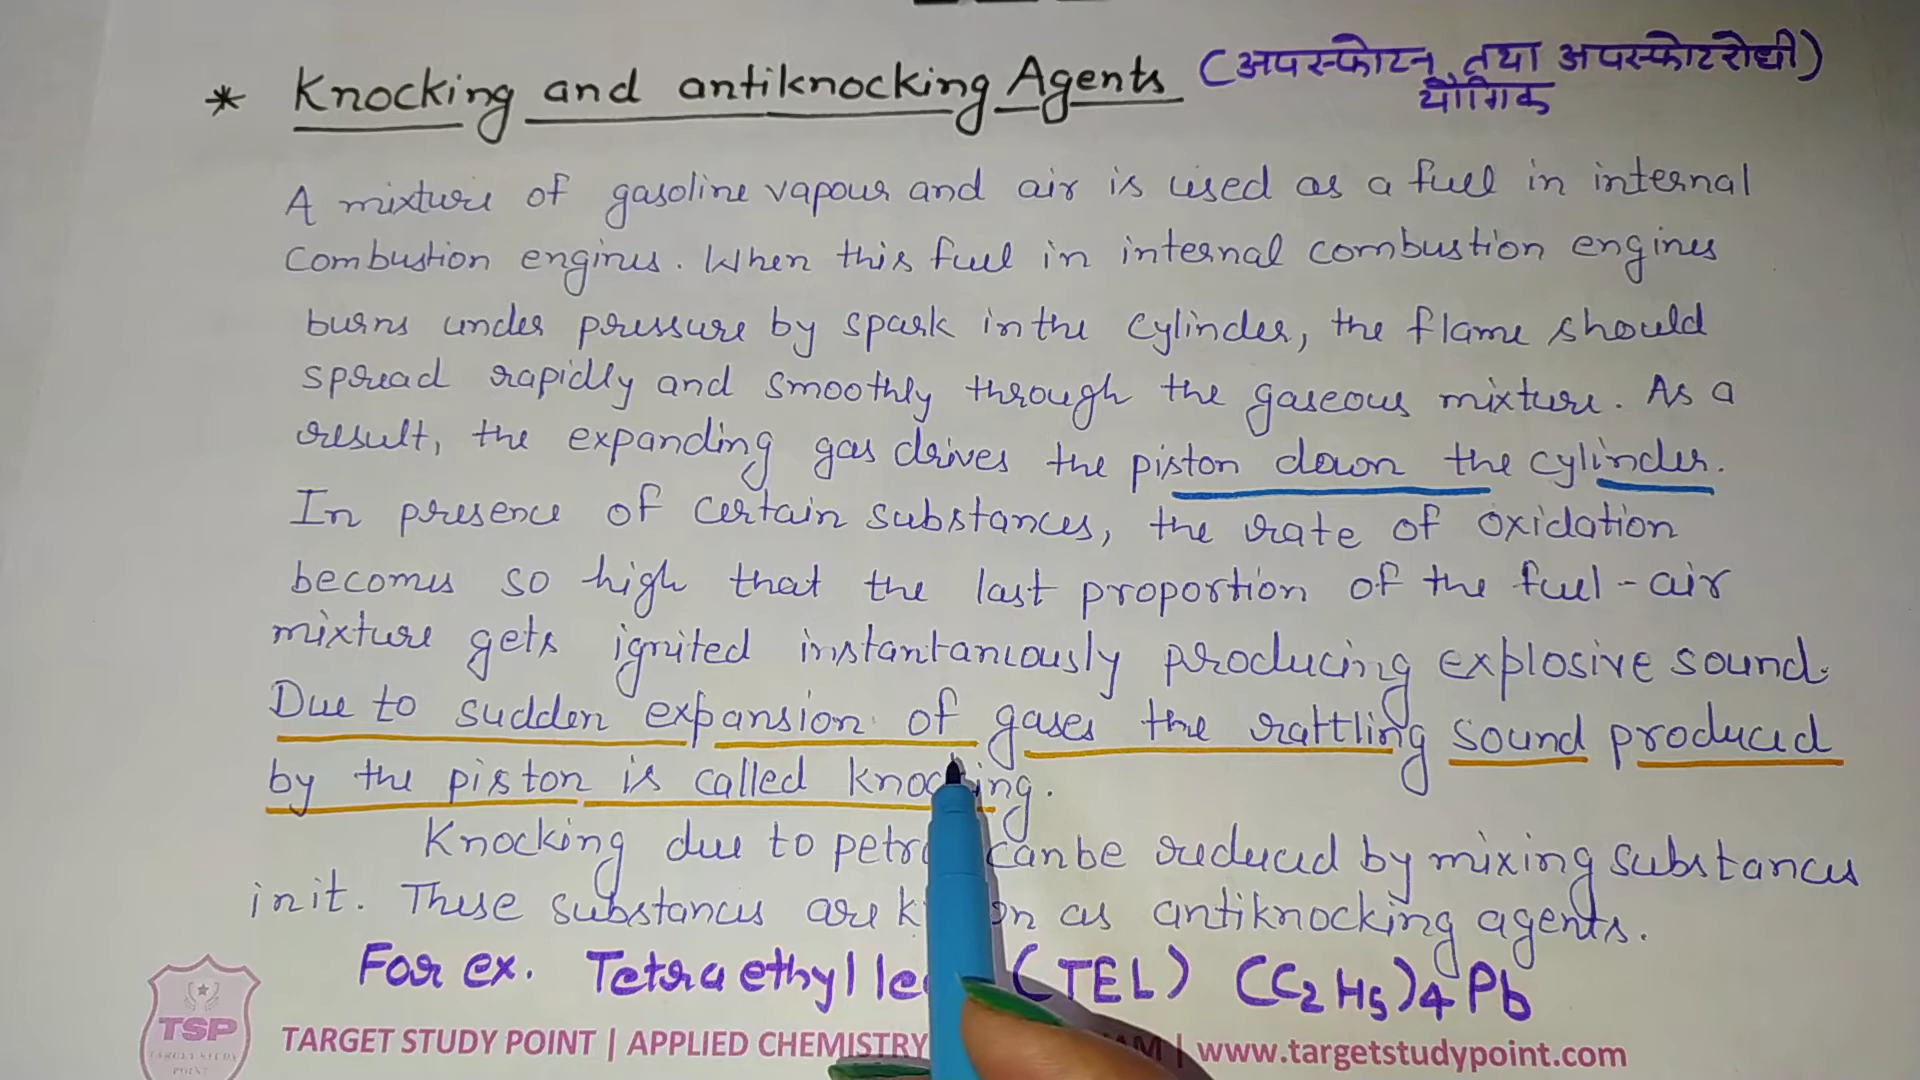 * Knocking and antiknocking Agents (अपस्फोटन तथा अपस्फोटरोधी)
यौगिक
A mixture of gasoline vapour and air is used as a fuel in internal
Combustion engines. When this fuel in internal combustion engines
burns under pressure by spark in the cylinder, the flame should
spread rapidly and smoothly through the gaseous mixture. As a
result, the expanding gas drives the piston down the cylinder.
In presence of certain substances, the rate of oxidation
becomes so high that the last proportion of the fuel-air
mixture gets ignited instantaneously producing explosive sound.
Due to sudden expansion of gases the rattling sound produced
by the piston is called knocking.
Knocking due to can be reduced by mixing substances
in it. These substances are as antiknocking agents.
For ex. Tetraethyl (TEL) (C2H5)4Pb
TSP
TARGET STUDY
POINT
TARGET STUDY POINT | APPLIED CHEMISTRY | www.targetstudypoint.com